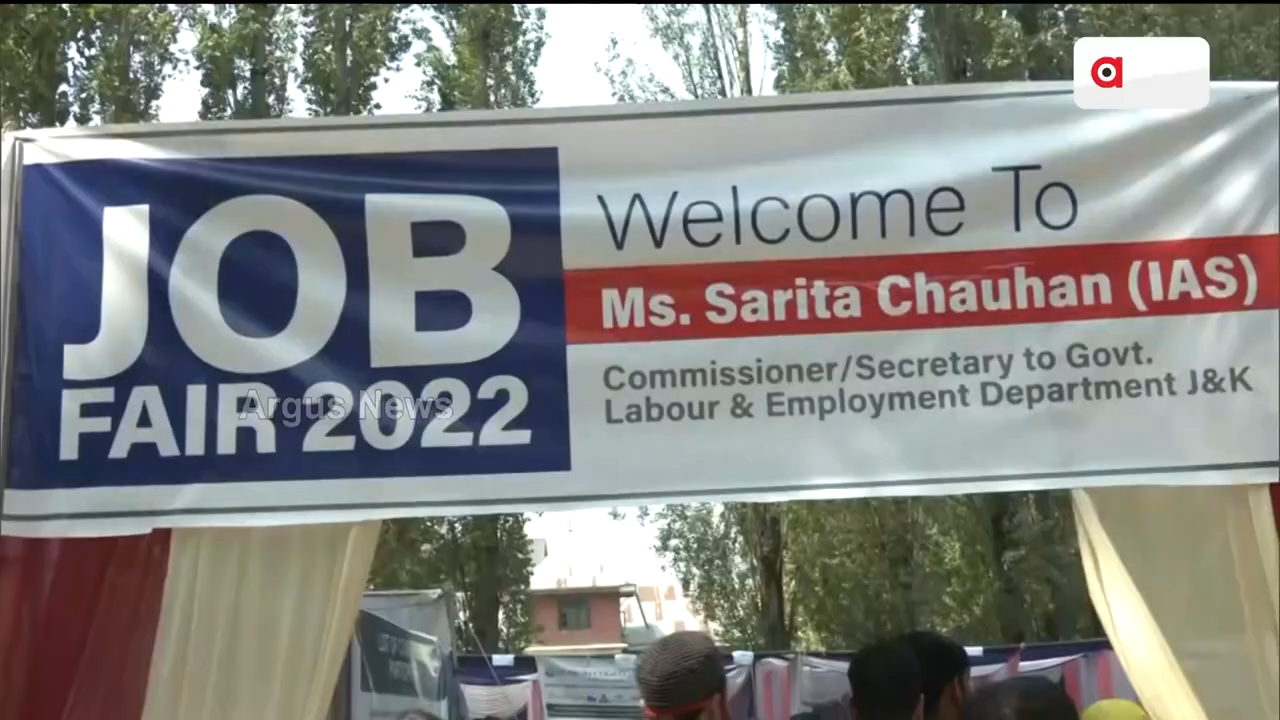 JOB
FAIR 2022
Welcome To
Ms. Sarita Chauhan (IAS)
Commissioner/Secretary to Govt.
Labour & Employment Department J&K
Argus News
a